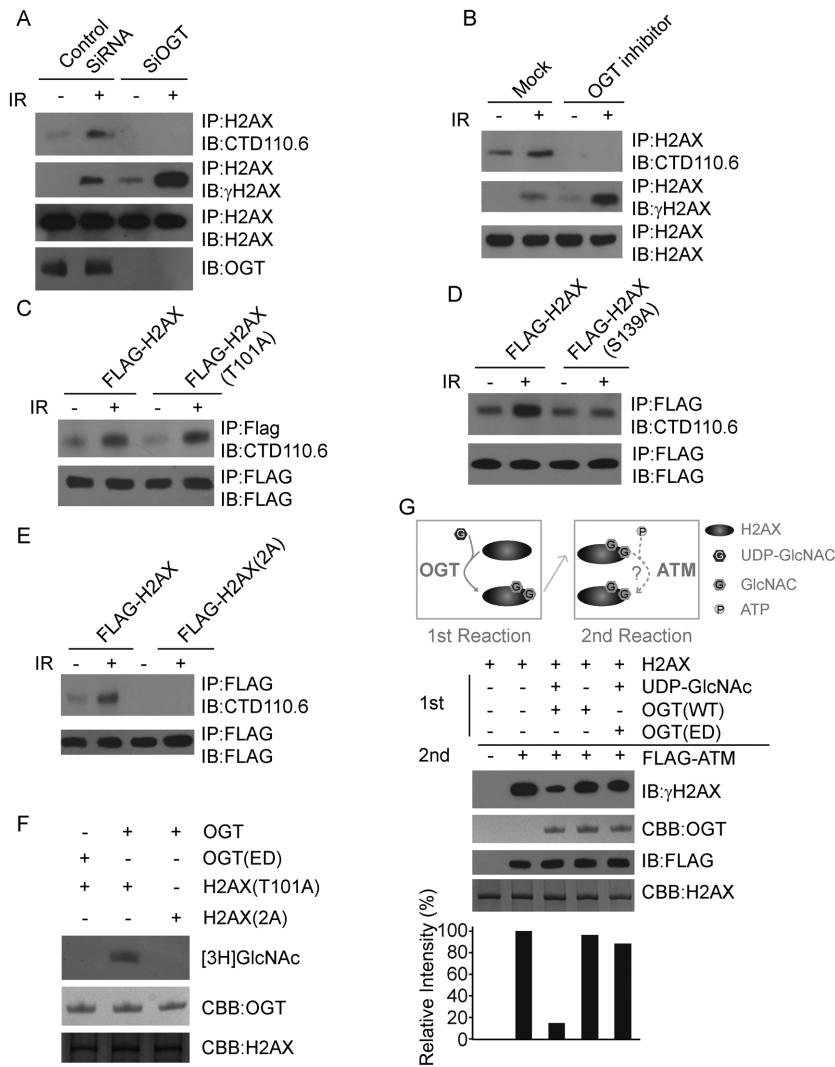 A
Control
SiRNA
SiOGT
IR - + - +
IP:H2AX
IB:CTD110.6
IP:H2AX
IB:γH2AX
IP:H2AX
IB:H2AX
IB:OGT
B
Mock
OGT inhibitor
IR - + - +
IP:H2AX
IB:CTD110.6
IP:H2AX
IB:γH2AX
IP:H2AX
IB:H2AX
C
FLAG-H2AX
FLAG-H2AX
(T101A)
IR - + - +
IP:Flag
IB:CTD110.6
IP:FLAG
IB:FLAG
D
FLAG-H2AX
FLAG-H2AX
(S139A)
IR - + - +
IP:FLAG
IB:CTD110.6
IP:FLAG
IB:FLAG
E
FLAG-H2AX
FLAG-H2AX(2A)
IR - + - +
IP:FLAG
IB:CTD110.6
IP:FLAG
IB:FLAG
F
- + + OGT
+ - - OGT(ED)
+ + - H2AX(T101A)
- - + H2AX(2A)
[3H]GlcNAc
CBB:OGT
CBB:H2AX
G
G
OGT
G G
1st Reaction
P
G G
? ATM
G G
2nd Reaction
H2AX
G UDP-GlcNAC
G GlcNAC
P ATP
+ + + + + H2AX
1st
- - + - + UDP-GlcNAc
- - + + - OGT(WT)
- - - - + OGT(ED)
2nd - + + + + FLAG-ATM
IB:γH2AX
CBB:OGT
IB:FLAG
CBB:H2AX
Relative Intensity (%)
100
80
60
40
20
0